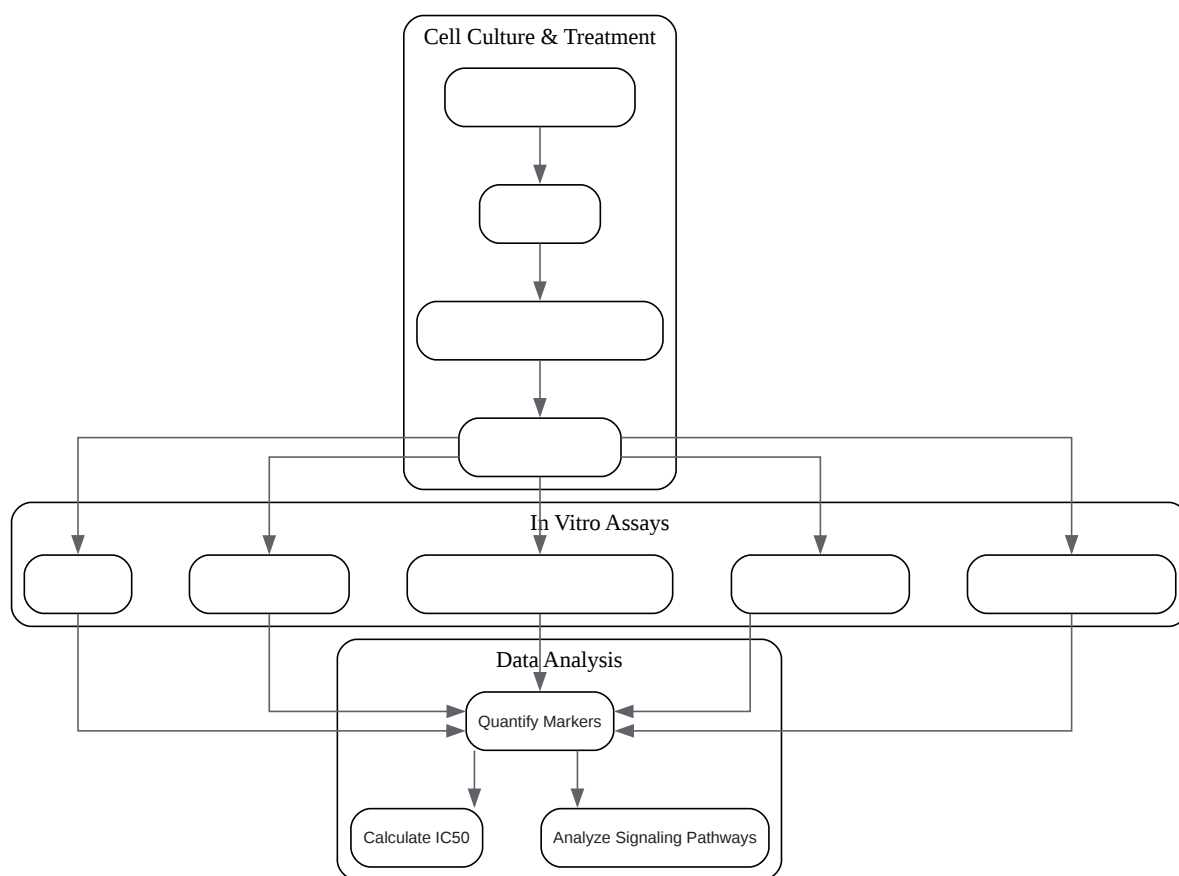 Cell Culture & Treatment
In Vitro Assays
Data Analysis
Quantify Markers
Calculate IC50
Analyze Signaling Pathways